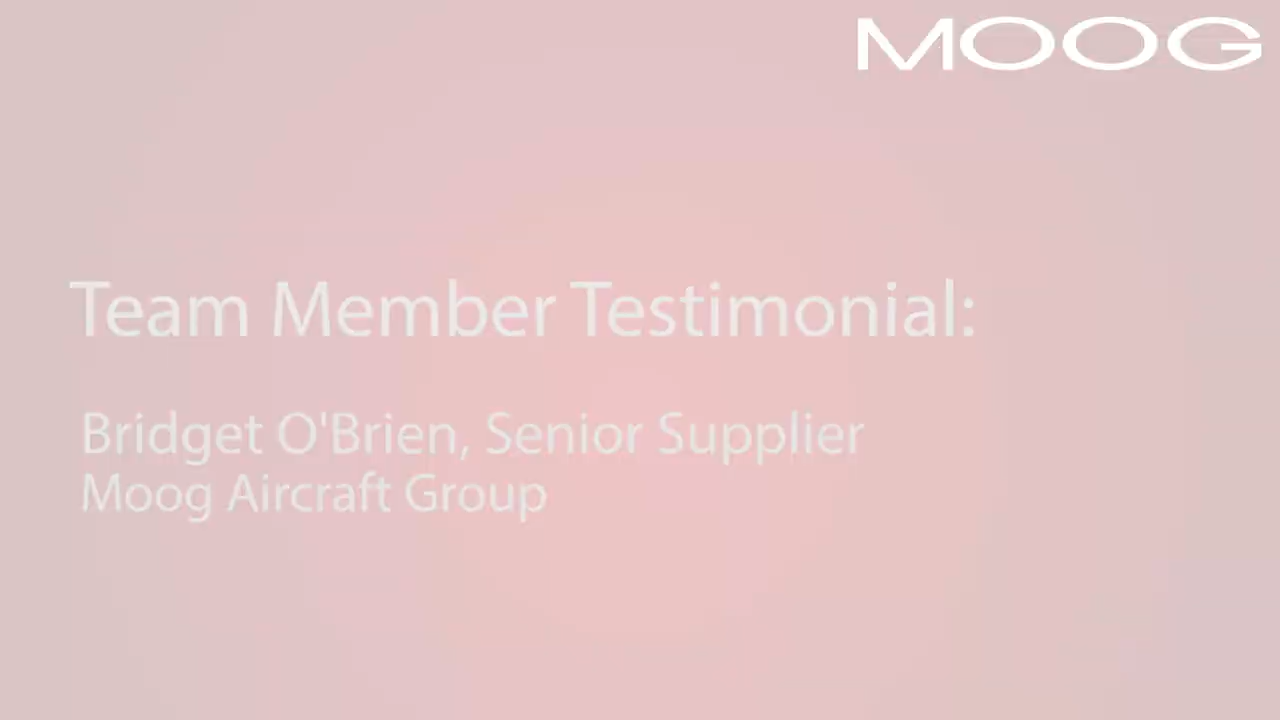 MOOG
Team Member Testimonial:
Bridget O'Brien, Senior Supplier
Moog Aircraft Group